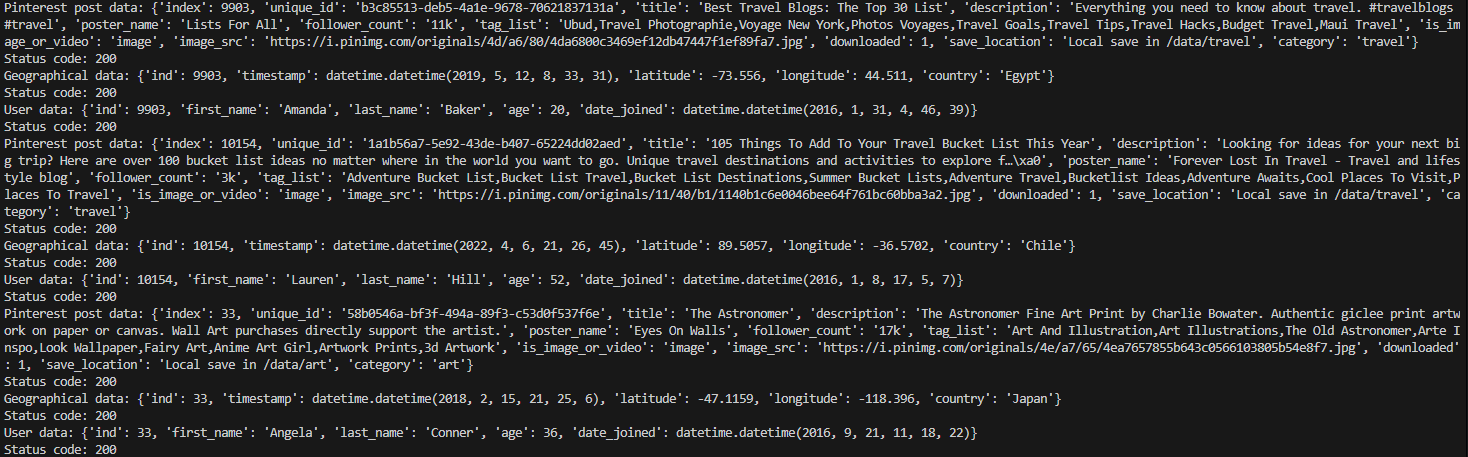 Pinterest post data: {'index': 9903, 'unique_id': 'b3c85513-deb5-4a1e-9678-70621837131a', 'title': 'Best Travel Blogs: The Top 30 List', 'description': 'Everything you need to know about travel. #travelblogs
#travel', 'poster_name': 'Lists For All', 'follower_count': '11k', 'tag_list': 'Ubud,Travel Photographie,Voyage New York,Photos Voyages,Travel Goals,Travel Tips,Travel Hacks,Budget Travel,Maui Travel', 'is_im
age_or_video': 'image', 'image_src': 'https://i.pinimg.com/originals/4d/a6/80/4da6800c3469ef12db47447f1ef89fa7.jpg', 'downloaded': 1, 'save_location': 'Local save in /data/travel', 'category': 'travel'}
Status code: 200
Geographical data: {'ind': 9903, 'timestamp': datetime.datetime(2019, 5, 12, 8, 33, 31), 'latitude': -73.556, 'longitude': 44.511, 'country': 'Egypt'}
Status code: 200
User data: {'ind': 9903, 'first_name': 'Amanda', 'last_name': 'Baker', 'age': 20, 'date_joined': datetime.datetime(2016, 1, 31, 4, 46, 39)}
Status code: 200
Pinterest post data: {'index': 10154, 'unique_id': '1a1b56a7-5e92-43de-b407-65224dd02aed', 'title': '105 Things To Add To Your Travel Bucket List This Year', 'description': 'Looking for ideas for your next bi
g trip? Here are over 100 bucket list ideas no matter where in the world you want to go. Unique travel destinations and activities to explore f…\xa0', 'poster_name': 'Forever Lost In Travel - Travel and lifes
tyle blog', 'follower_count': '3k', 'tag_list': 'Adventure Bucket List,Bucket List Travel,Bucket List Destinations,Summer Bucket Lists,Adventure Travel,Bucketlist Ideas,Adventure Awaits,Cool Places To Visit,P
laces To Travel', 'is_image_or_video': 'image', 'image_src': 'https://i.pinimg.com/originals/11/40/b1/1140b1c6e0046bee64f761bc60bba3a2.jpg', 'downloaded': 1, 'save_location': 'Local save in /data/travel', 'ca
tegory': 'travel'}
Status code: 200
Geographical data: {'ind': 10154, 'timestamp': datetime.datetime(2022, 4, 6, 21, 26, 45), 'latitude': 89.5057, 'longitude': -36.5702, 'country': 'Chile'}
Status code: 200
User data: {'ind': 10154, 'first_name': 'Lauren', 'last_name': 'Hill', 'age': 52, 'date_joined': datetime.datetime(2016, 1, 8, 17, 5, 7)}
Status code: 200
Pinterest post data: {'index': 33, 'unique_id': '58b0546a-bf3f-494a-89f3-c53d0f537f6e', 'title': 'The Astronomer', 'description': 'The Astronomer Fine Art Print by Charlie Bowater. Authentic giclee print artw
ork on paper or canvas. Wall Art purchases directly support the artist.', 'poster_name': 'Eyes On Walls', 'follower_count': '17k', 'tag_list': 'Art And Illustration,Art Illustrations,The Old Astronomer,Arte I
nspo,Look Wallpaper,Fairy Art,Anime Art Girl,Artwork Prints,3d Artwork', 'is_image_or_video': 'image', 'image_src': 'https://i.pinimg.com/originals/4e/a7/65/4ea7657855b643c0566103805b54e8f7.jpg', 'downloaded'
: 1, 'save_location': 'Local save in /data/art', 'category': 'art'}
Status code: 200
Geographical data: {'ind': 33, 'timestamp': datetime.datetime(2018, 2, 15, 21, 25, 6), 'latitude': -47.1159, 'longitude': -118.396, 'country': 'Japan'}
Status code: 200
User data: {'ind': 33, 'first_name': 'Angela', 'last_name': 'Conner', 'age': 36, 'date_joined': datetime.datetime(2016, 9, 21, 11, 18, 22)}
Status code: 200